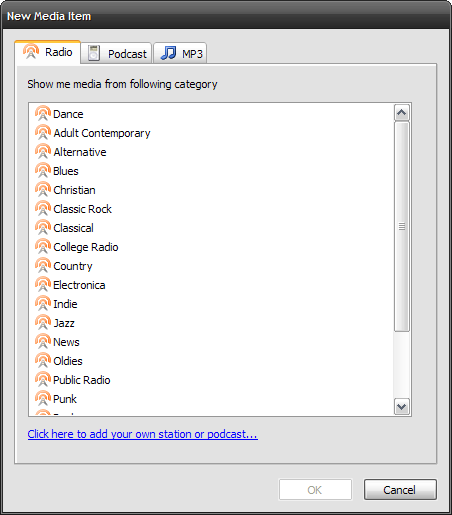 New Media Item
Radio Podcast MP3
Show me media from following category
Dance
Adult Contemporary
Alternative
Blues
Christian
Classic Rock
Classical
College Radio
Country
Electronica
Indie
Jazz
News
Oldies
Public Radio
Punk
Click here to add your own station or podcast...
OK Cancel